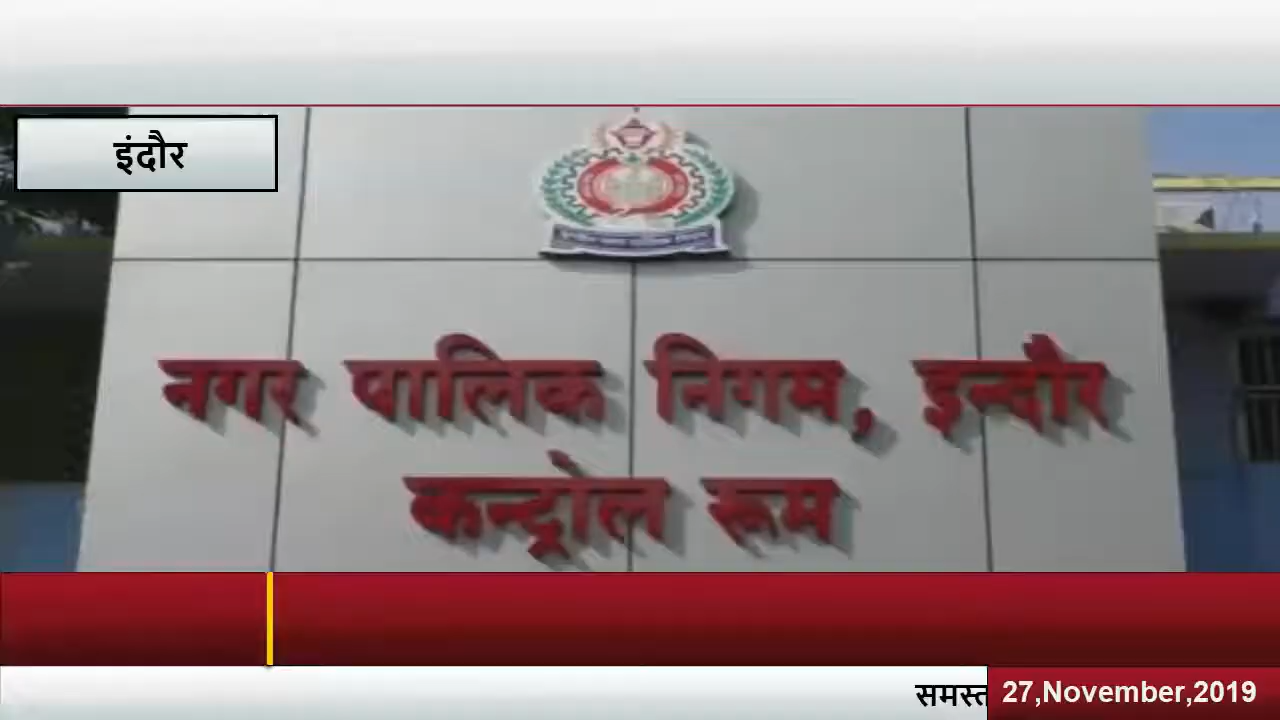 इंदौर
नगर पालिक निगम, इन्दौर
कन्ट्रोल रूम
समस्त
27,November,2019